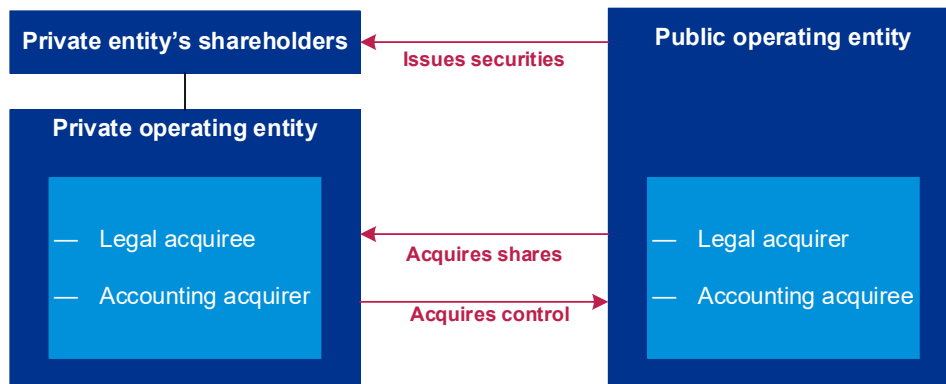 Private entity’s shareholders
Issues securities
Public operating entity
Private operating entity
— Legal acquiree
— Accounting acquirer
Acquires shares
Acquires control
— Legal acquirer
— Accounting acquiree